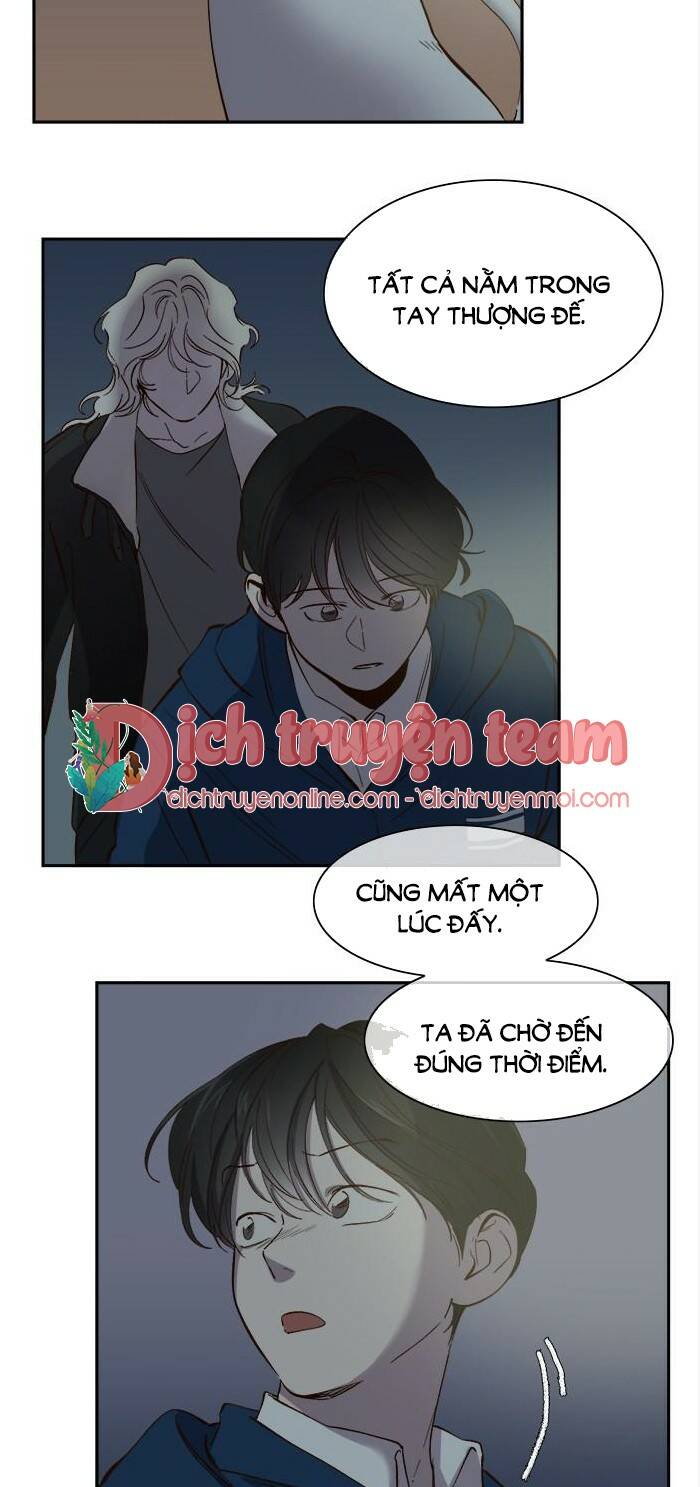 TẤT CẢ NẰM TRONG
TAY THƯỢNG ĐẾ.
Dịch truyện team
"dichtruyenonline.com - "dichtruyenmoi.com
CŨNG MẤT MỘT
LÚC ĐẤY.
TA ĐÃ CHỜ ĐẾN
ĐÚNG THỜI ĐIỂM.